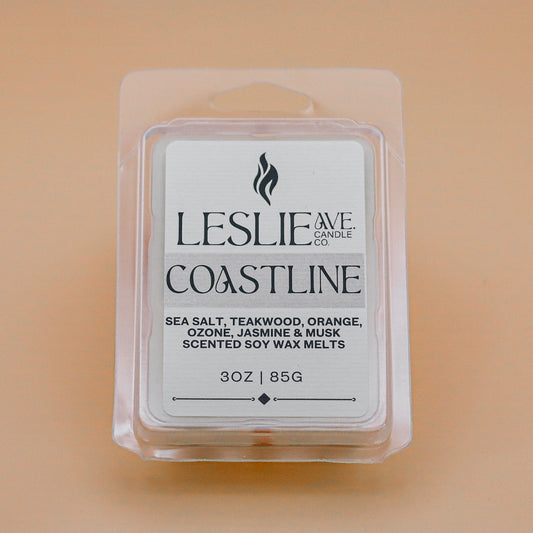 LESLIE AVE.
CANDLE
CO.
COASTLINE
SEA SALT, TEAKWOOD, ORANGE,
OZONE, JASMINE & MUSK
SCENTED SOY WAX MELTS
3OZ | 85G